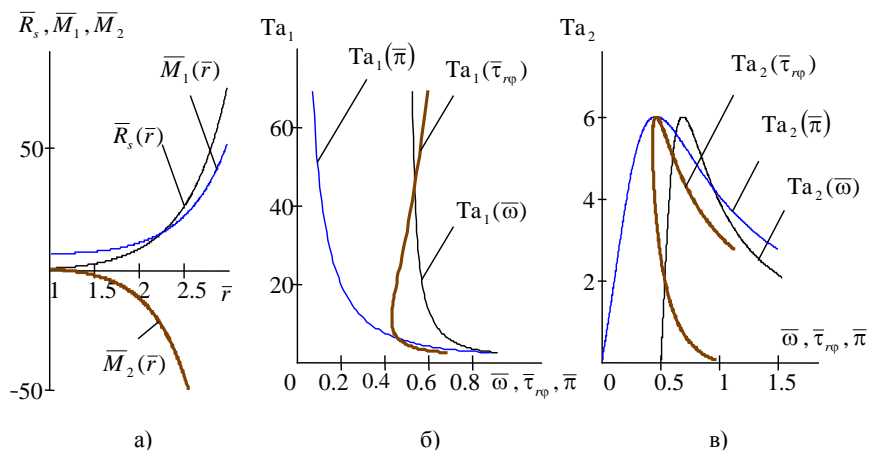 R̅ₛ, M̅₁, M̅₂
M̅₁(r̅)
R̅ₛ(r̅)
50
1
1.5
2
2.5
r̅
M̅₂(r̅)
-50
а)
Ta₁
Ta₁(π̅)
Ta₁(τ̅rφ)
60
40
Ta₁(ω̅)
20
0
0.2
0.4
0.6
0.8
ω̅, τ̅rφ, π̅
б)
Ta₂
Ta₂(τ̅rφ)
6
Ta₂(π̅)
4
Ta₂(ω̅)
2
ω̅, τ̅rφ, π̅
0
0.5
1
1.5
в)